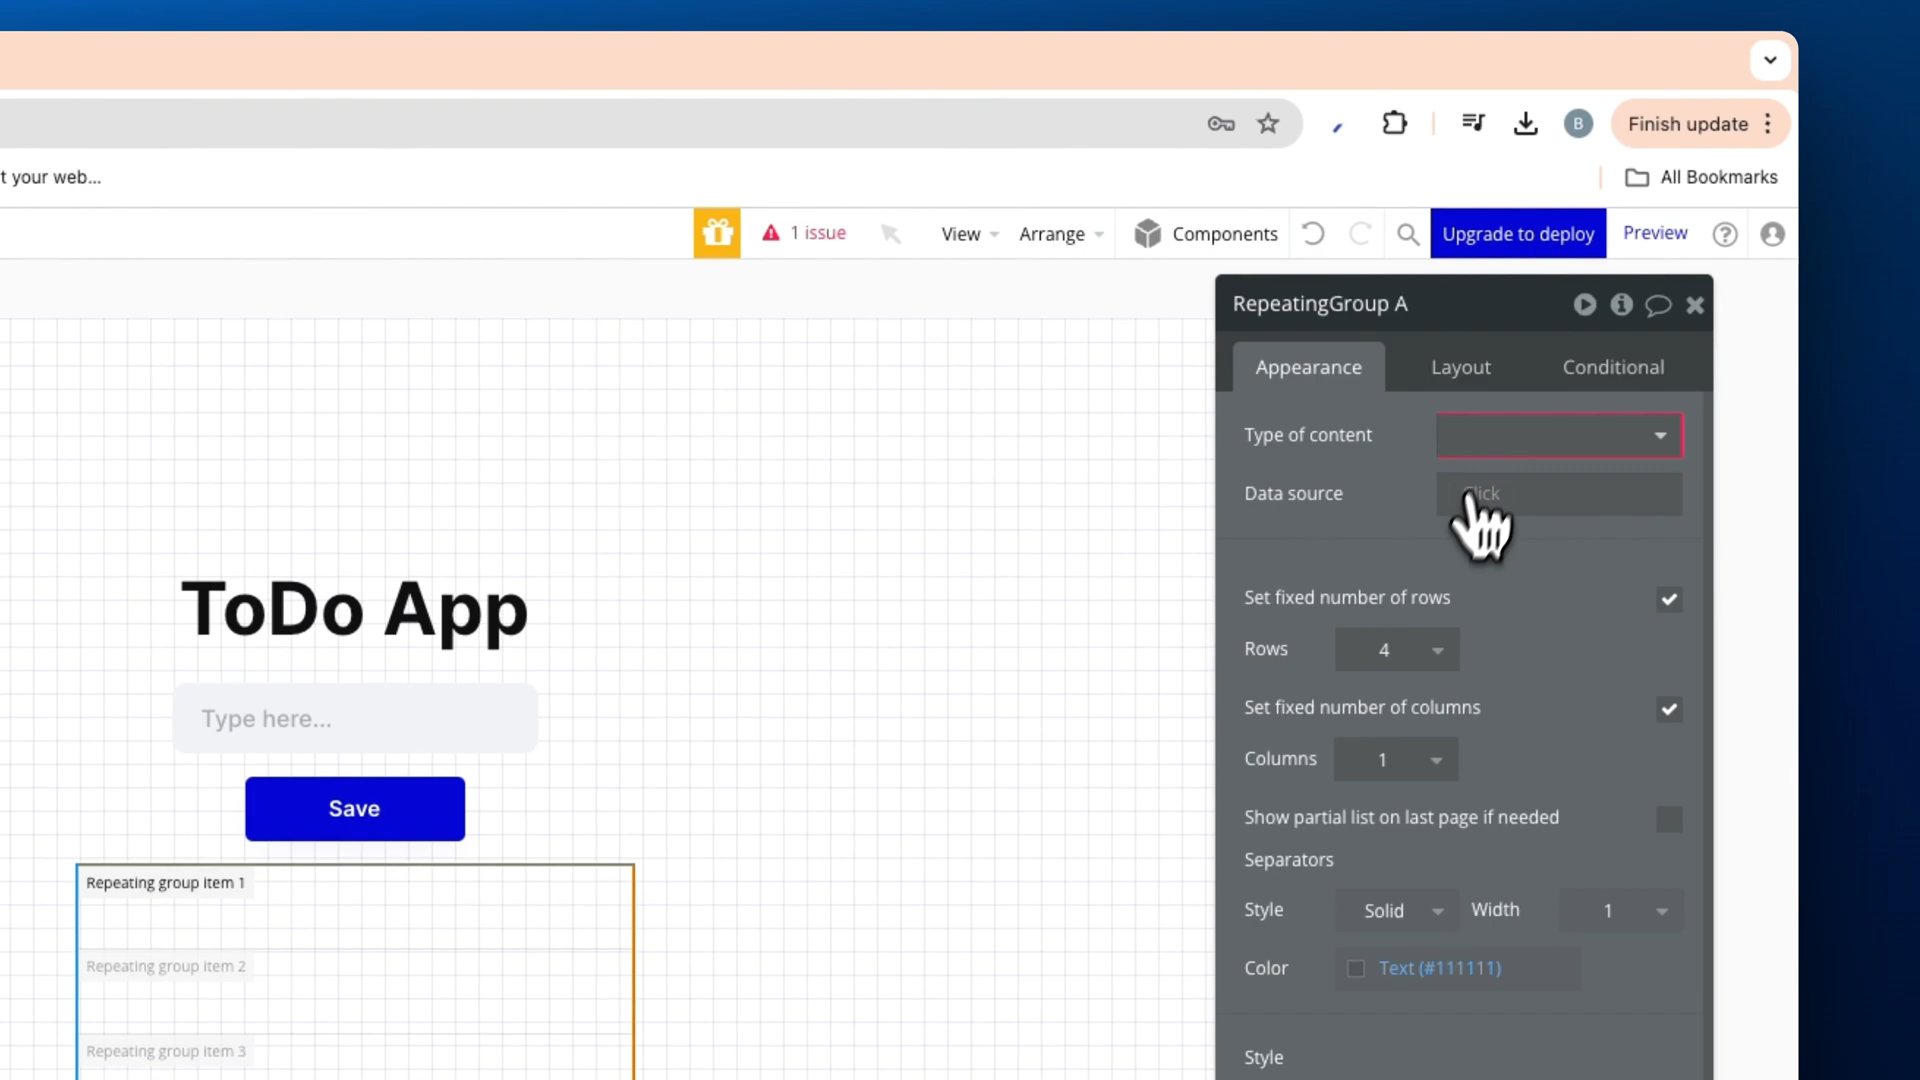 Finish update
B
t your web...
All Bookmarks
1 issue
View
Arrange
Components
Upgrade to deploy
Preview
?
RepeatingGroup A
Appearance
Layout
Conditional
Type of content
Data source
Set fixed number of rows
Rows
4
Set fixed number of columns
Columns
1
Show partial list on last page if needed
Separators
Style
Solid
Width
1
Color
Text (#111111)
Style
ToDo App
Type here...
Save
Repeating group item 1
Repeating group item 2
Repeating group item 3